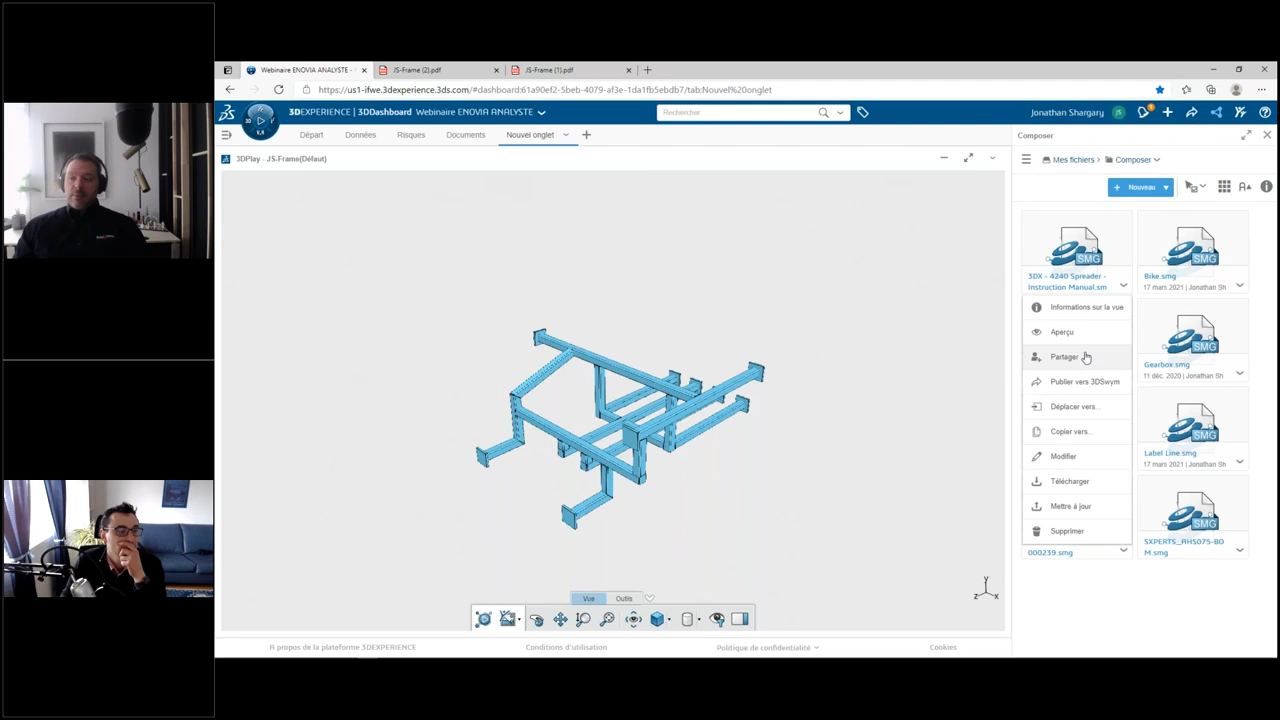 Webinaire ENOVIA ANALYSTE -
JS-Frame (2).pdf
JS-Frame (1).pdf
https://us1-ifwe.3dexperience.3ds.com/#dashboard:61a90ef2-5beb-4079-af3e-1da1fb5ebdb7/tab:Nouvel%20onglet
3DEXPERIENCE | 3DDashboard Webinaire ENOVIA ANALYSTE
Rechercher
Jonathan Shargary
JS
Départ
Données
Risques
Documents
Nouvel onglet
Composer
3DPlay - JS-Frame(Défaut)
Mes fichiers >
Composer
+ Nouveau
SMG
SMG
3DX - 4240 Spreader -
Instruction Manual.sm
Bike.smg
17 mars 2021 | Jonathan Sh
Informations sur la vue
Aperçu
Partager
Publier vers 3DSwym
Déplacer vers...
Copier vers...
Modifier
Télécharger
Mettre à jour
Supprimer
SMG
Gearbox.smg
11 déc. 2020 | Jonathan Sh
SMG
Label Line.smg
17 mars 2021 | Jonathan Sh
SMG
SXPERTS_AHS075-BD
M.smg
000239.smg
Y
Z
X
Vue
Outils
A propos de la plateforme 3DEXPERIENCE
Conditions d'utilisation
Politique de confidentialité
Cookies